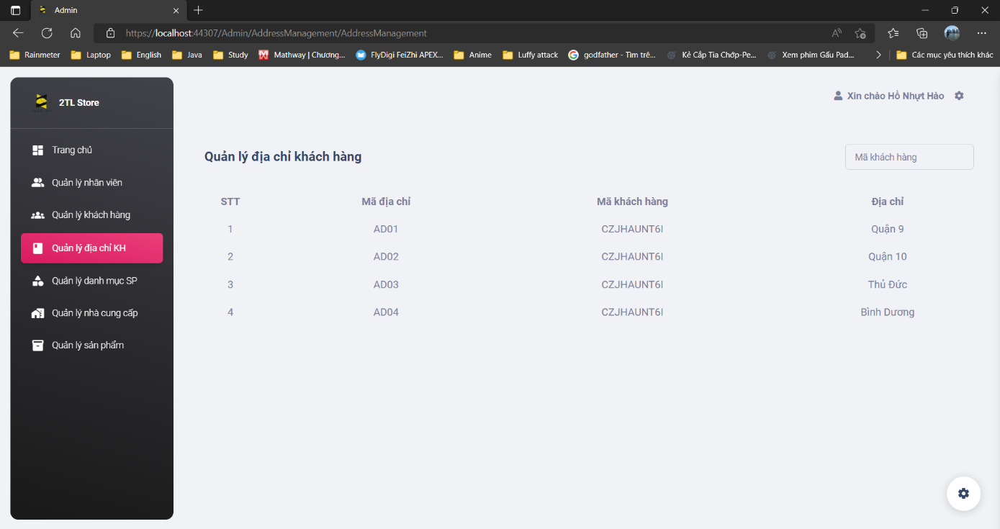 Admin
https://localhost:44307/Admin/AddressManagement/AddressManagement
Rainmeter Laptop English Java Study Mathway | Chương... FlyDigi FeiZhi APEX... Anime Luffy attack godfather - Tìm trê... Kẻ Cắp Tia Chớp-Pe... Xem phim Gấu Pad... Các mục yêu thích khác
2TL Store
Xin chào Hồ Nhựt Hào
Trang chủ
Quản lý nhân viên
Quản lý khách hàng
Quản lý địa chỉ KH
Quản lý danh mục SP
Quản lý nhà cung cấp
Quản lý sản phẩm
Quản lý địa chỉ khách hàng
Mã khách hàng
STT Mã địa chỉ Mã khách hàng Địa chỉ
1 AD01 CZJHAUNT6I Quận 9
2 AD02 CZJHAUNT6I Quận 10
3 AD03 CZJHAUNT6I Thủ Đức
4 AD04 CZJHAUNT6I Bình Dương